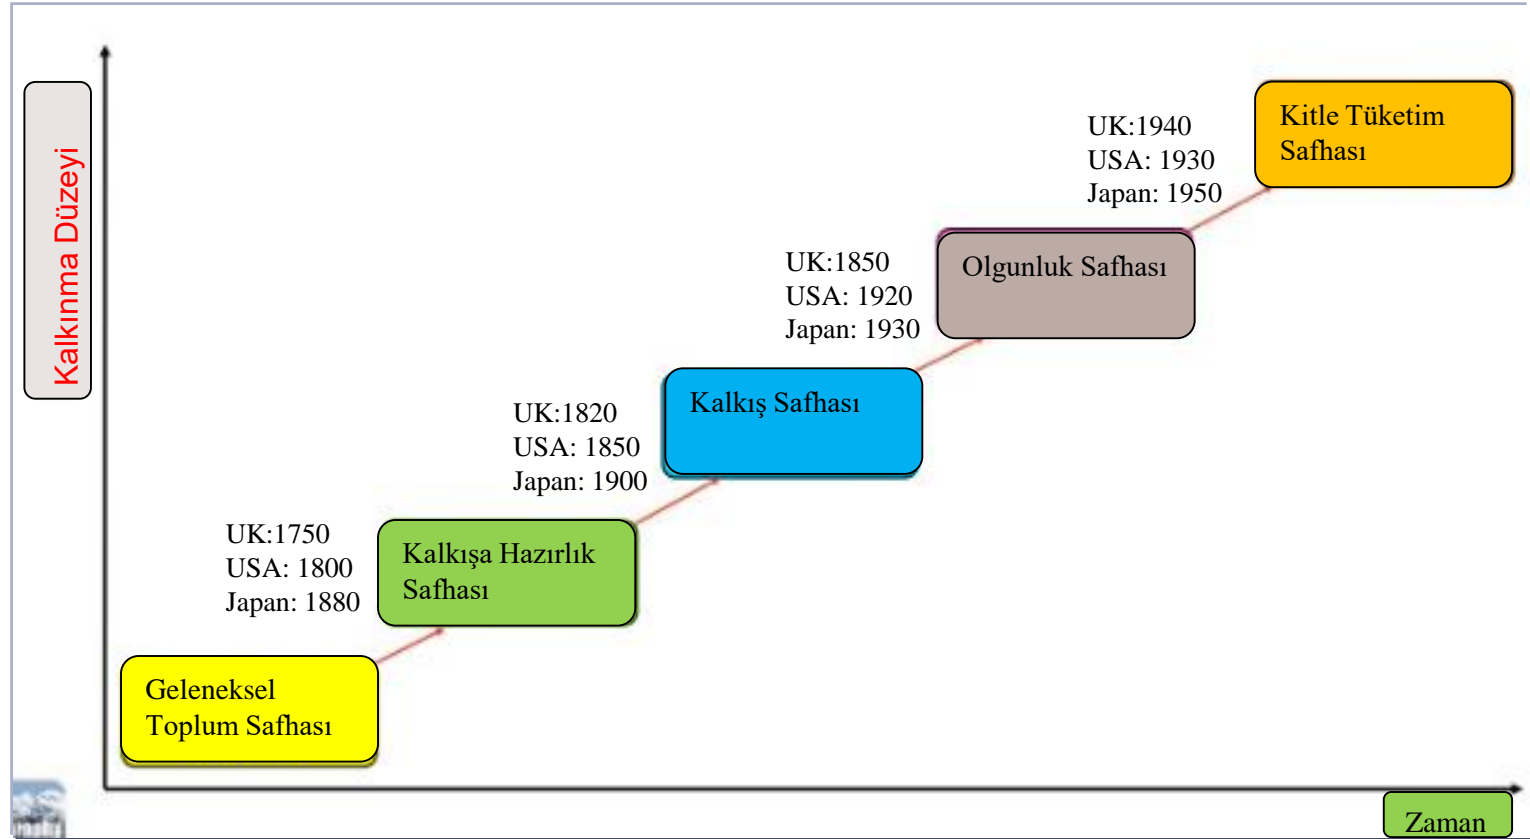 Kalkınma Düzeyi
UK:1940
USA: 1930
Japan: 1950
Kitle Tüketim
Safhası
UK:1850
USA: 1920
Japan: 1930
Olgunluk Safhası
UK:1820
USA: 1850
Japan: 1900
Kalkış Safhası
UK:1750
USA: 1800
Japan: 1880
Kalkışa Hazırlık
Safhası
Geleneksel
Toplum Safhası
Zaman